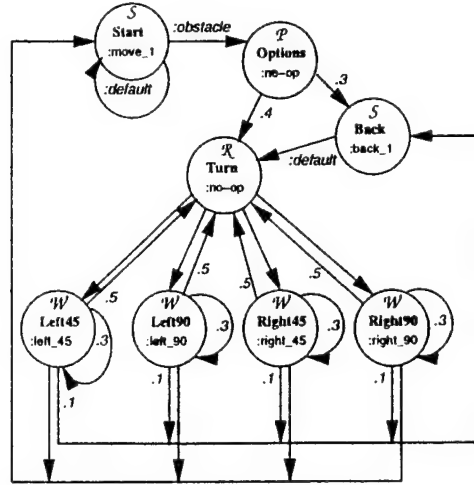 S
Start
:move_1
:default
:obstacle
P
Options
:no-op
.3
.4
S
Back
:back_1
:default
R
Turn
:no-op
.5
.5
.5
.5
W
Left45
:left_45
.3
W
Left90
:left_90
.3
W
Right45
:right_45
.3
W
Right90
:right_90
.3
.1
.1
.1
.1